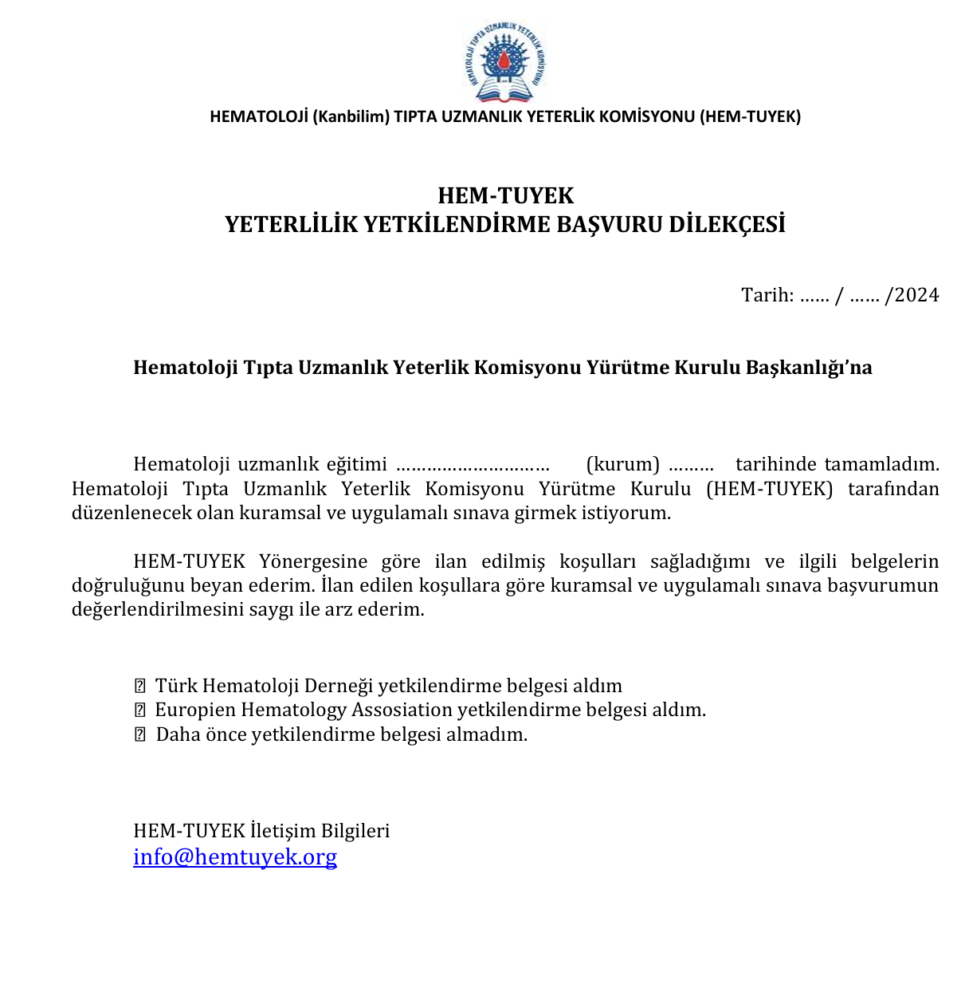 HEMATOLOJİ TIPTA UZMANLIK YETERLİK KOMİSYONU
HEMATOLOJİ (Kanbilim) TIPTA UZMANLIK YETERLİK KOMİSYONU (HEM-TUYEK)
HEM-TUYEK
YETERLİLİK YETKİLENDİRME BAŞVURU DİLEKÇESİ
Tarih: …… / …… /2024
Hematoloji Tıpta Uzmanlık Yeterlik Komisyonu Yürütme Kurulu Başkanlığı’na
Hematoloji uzmanlık eğitimi ………………………… (kurum) ……… tarihinde tamamladım.
Hematoloji Tıpta Uzmanlık Yeterlik Komisyonu Yürütme Kurulu (HEM-TUYEK) tarafından
düzenlenecek olan kuramsal ve uygulamalı sınava girmek istiyorum.
HEM-TUYEK Yönergesine göre ilan edilmiş koşulları sağladığımı ve ilgili belgelerin
doğruluğunu beyan ederim. İlan edilen koşullara göre kuramsal ve uygulamalı sınava başvurumun
değerlendirilmesini saygı ile arz ederim.
⍰ Türk Hematoloji Derneği yetkilendirme belgesi aldım
⍰ Europien Hematology Assosiation yetkilendirme belgesi aldım.
⍰ Daha önce yetkilendirme belgesi almadım.
HEM-TUYEK İletişim Bilgileri
info@hemtuyek.org